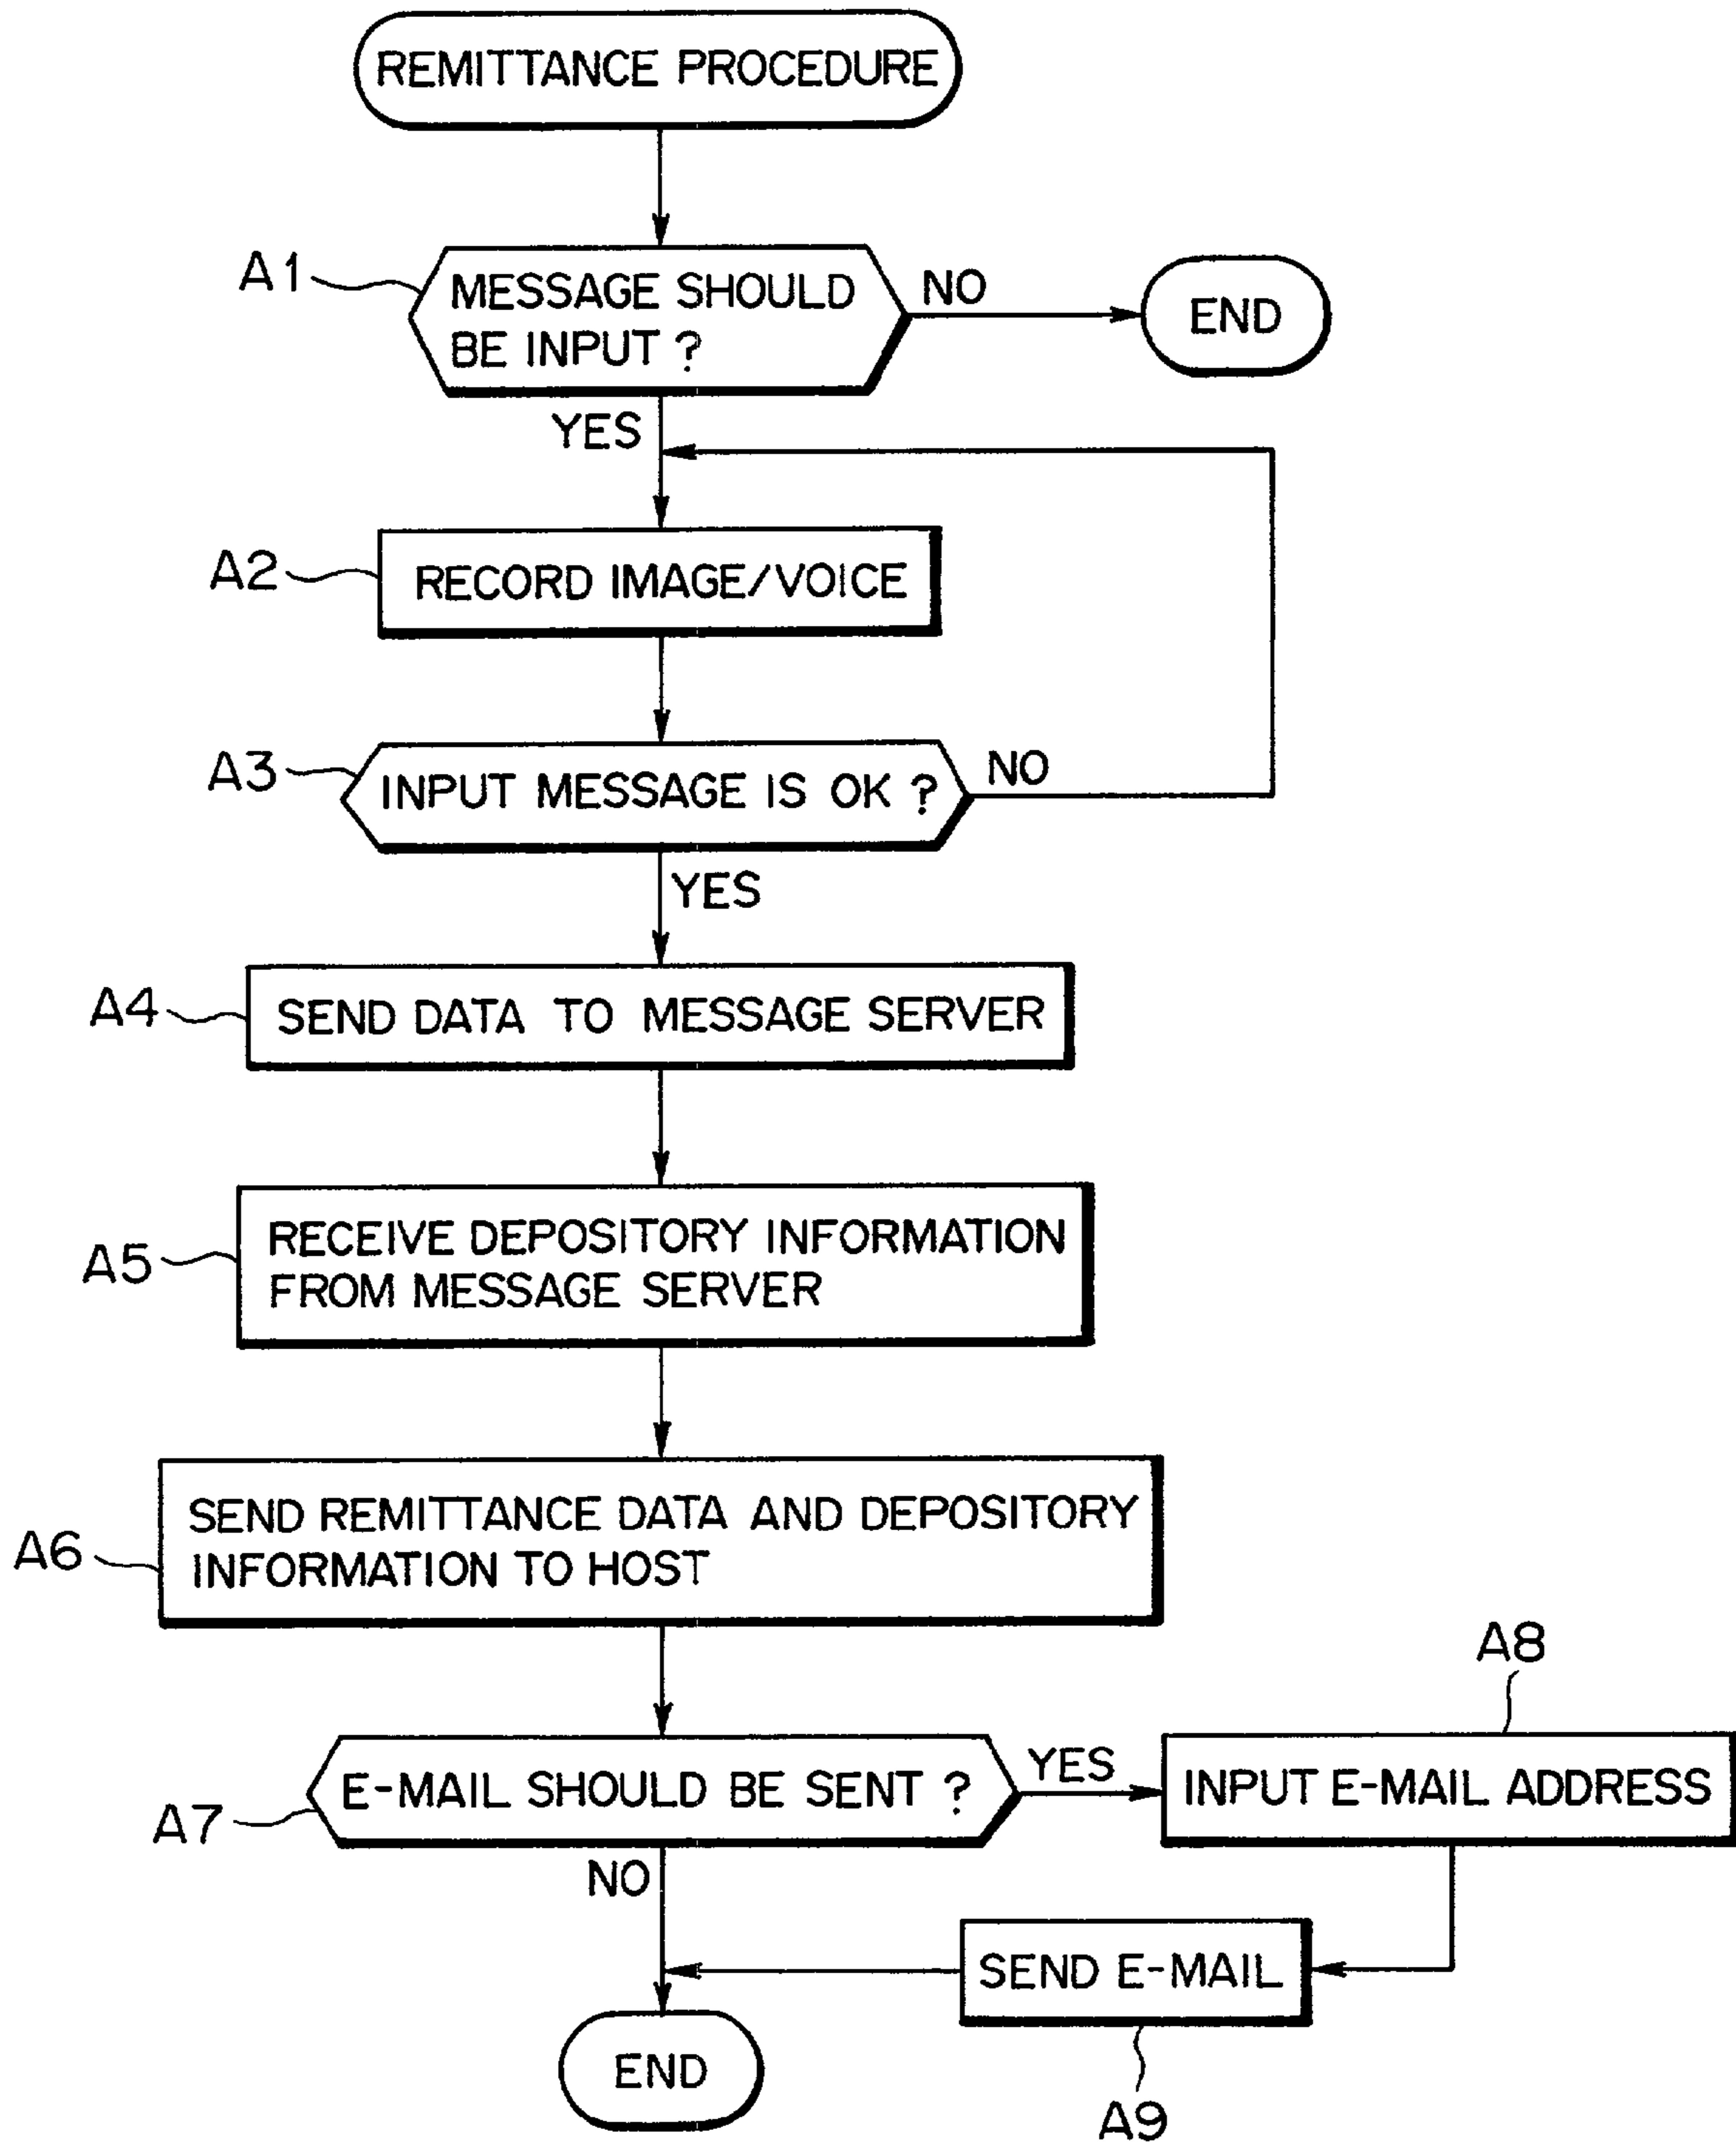 REMITTANCE PROCEDURE
A1
MESSAGE SHOULD
BE INPUT ?
NO
END
YES
A2
RECORD IMAGE/VOICE
A3
INPUT MESSAGE IS OK ?
NO
YES
A4
SEND DATA TO MESSAGE SERVER
A5
RECEIVE DEPOSITORY INFORMATION
FROM MESSAGE SERVER
A6
SEND REMITTANCE DATA AND DEPOSITORY
INFORMATION TO HOST
A7
E-MAIL SHOULD BE SENT ?
YES
A8
INPUT E-MAIL ADDRESS
NO
SEND E-MAIL
A9
END